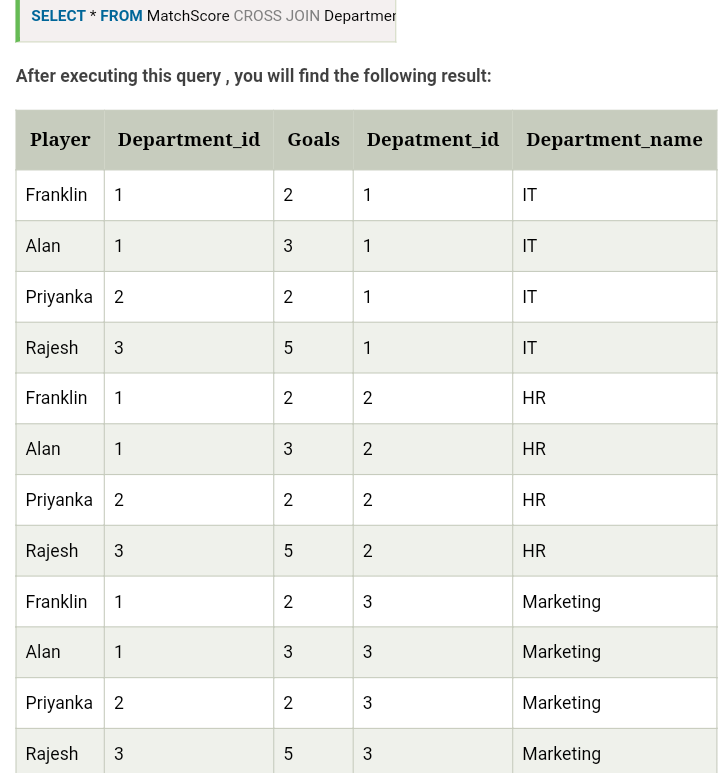 SELECT * FROM MatchScore CROSS JOIN
After executing this query , you will find the following result:
Player Department_id Goals Depatment_id Department_name
Franklin 1 2 1 IT
Alan 1 3 1 IT
Priyanka 2 2 1 IT
Rajesh 3 5 1 IT
Franklin 1 2 2 HR
Alan 1 3 2 HR
Priyanka 2 2 2 HR
Rajesh 3 5 2 HR
Franklin 1 2 3 Marketing
Alan 1 3 3 Marketing
Priyanka 2 2 3 Marketing
Rajesh 3 5 3 Marketing